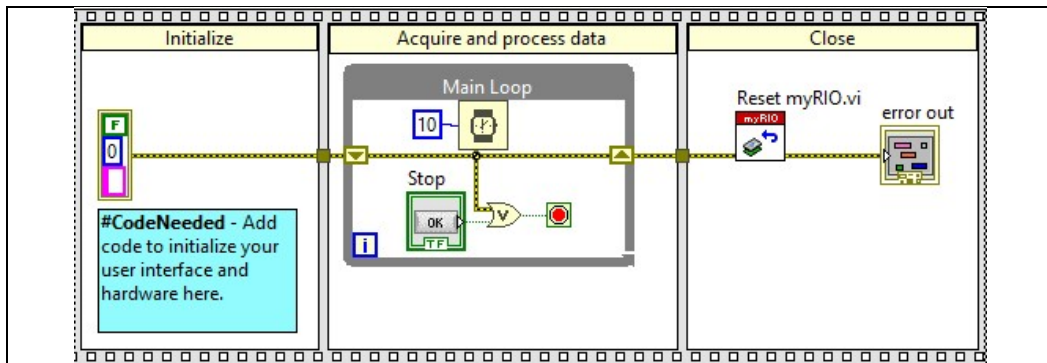 Initialize
Acquire and process data
Close
Main Loop
Reset myRIO.vi
myRIO
error out
10
F
0
Stop
OK
V
TF
i
#CodeNeeded - Add
code to initialize your
user interface and
hardware here.